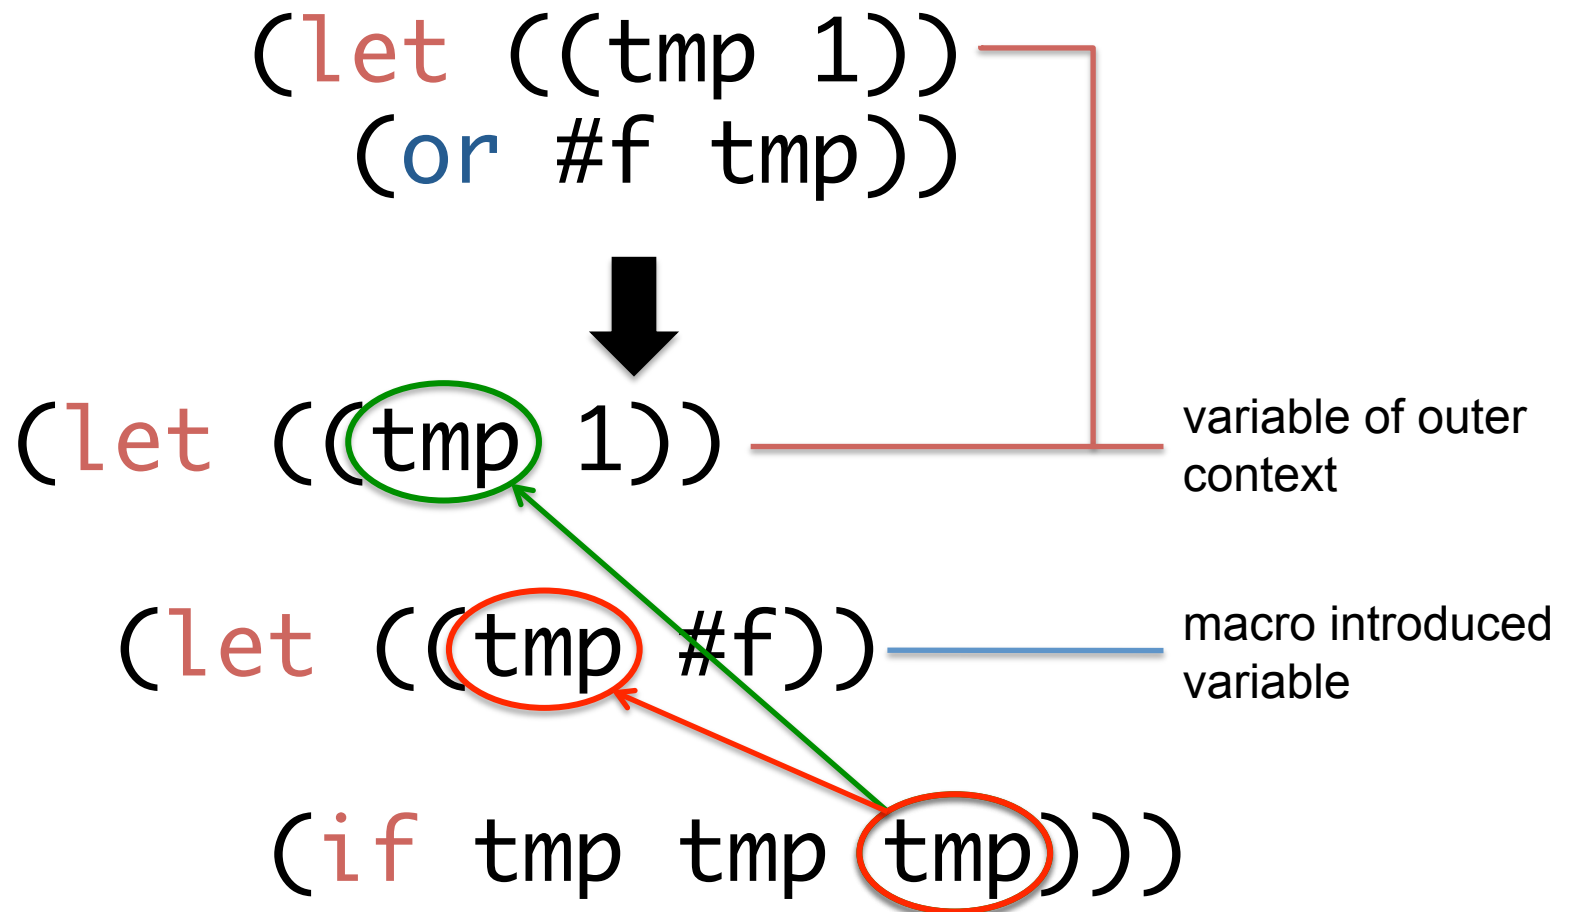 (let ((tmp 1))
(or #f tmp))
(let ((tmp 1))
variable of outer
context
(let ((tmp #f))
macro introduced
variable
(if tmp tmp tmp)))